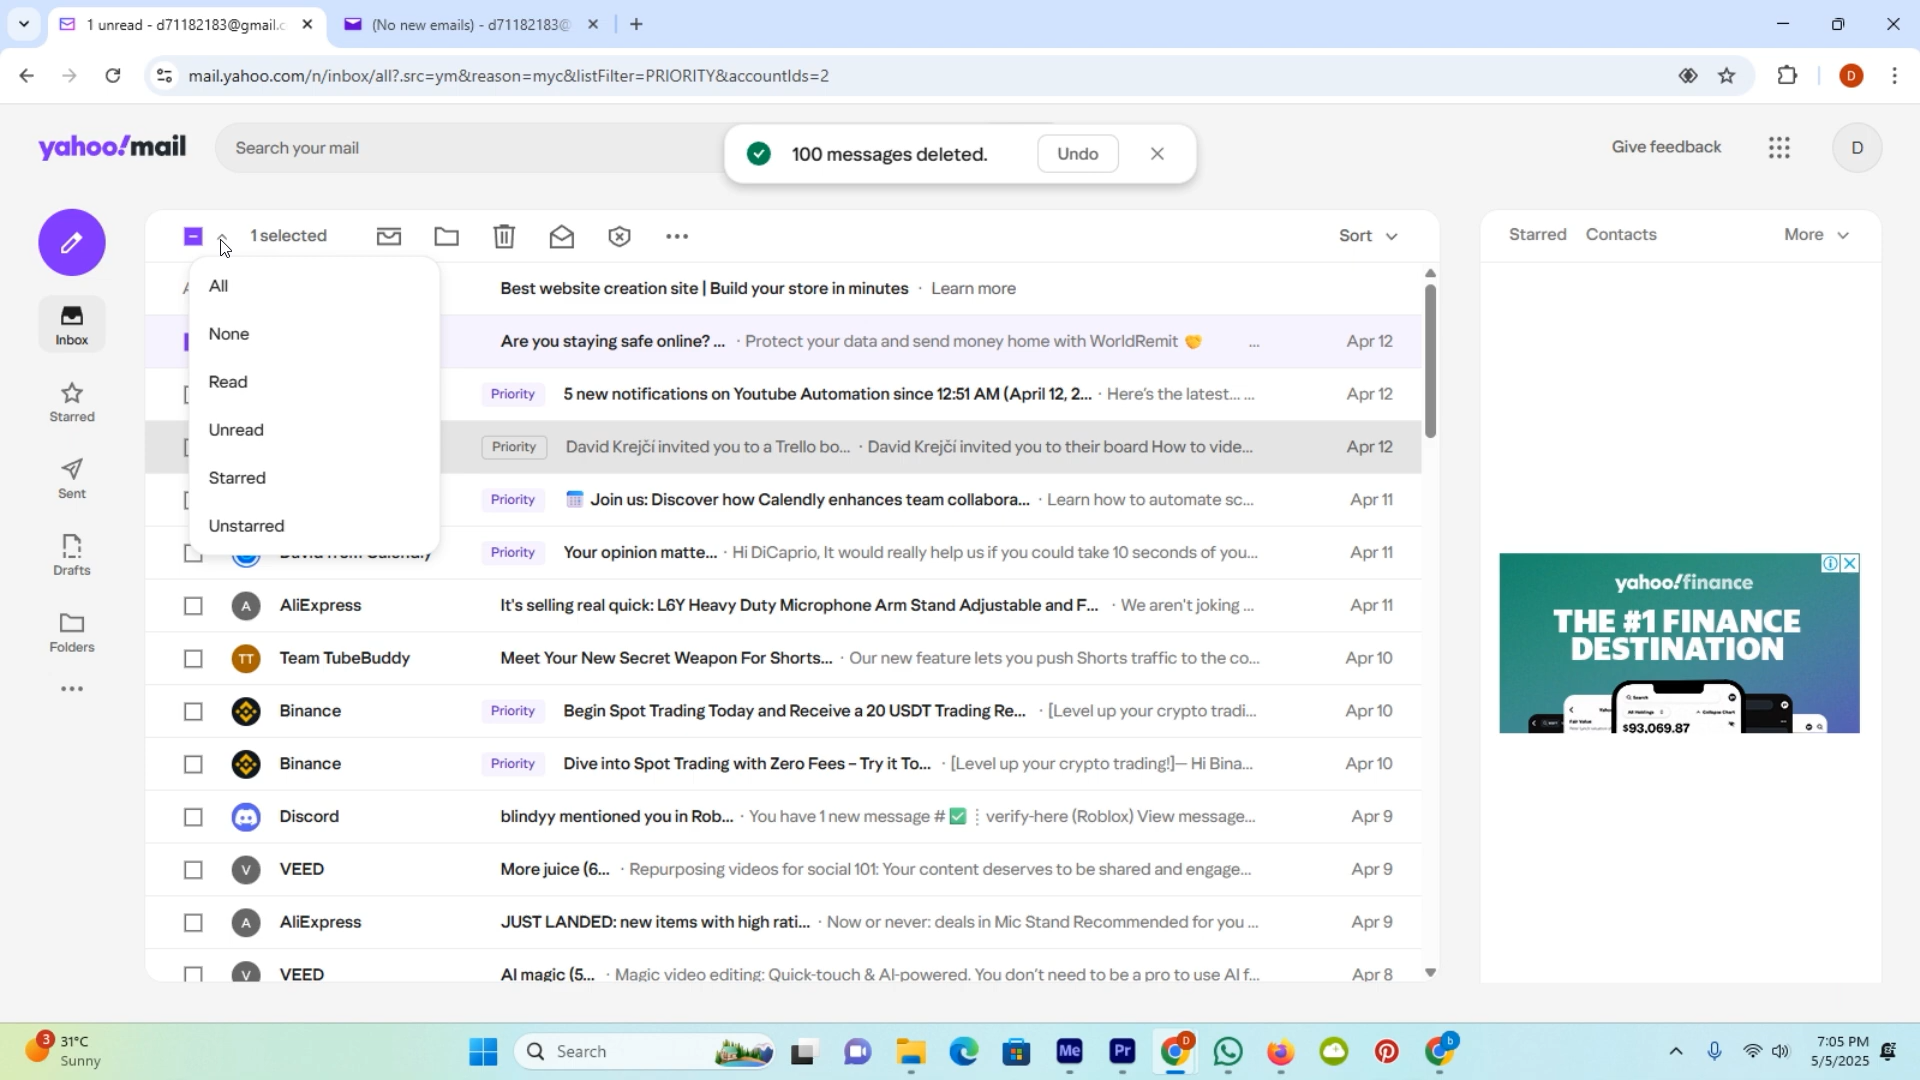 1 unread - d71182183@gmail.c
(No new emails) - d71182183@
mail.yahoo.com/n/inbox/all?.src=ym&reason=myc&listFilter=PRIORITY&accountIds=2
D
yahoo!mail
Search your mail
100 messages deleted.
Undo
Give feedback
D
1 selected
Sort
Starred
Contacts
More
All
None
Read
Unread
Starred
Unstarred
Inbox
Starred
Sent
Drafts
Folders
Best website creation site | Build your store in minutes · Learn more
Are you staying safe online? ... · Protect your data and send money home with WorldRemit 🤝 ... Apr 12
Priority 5 new notifications on Youtube Automation since 12:51 AM (April 12, 2... · Here's the latest... ... Apr 12
Priority David Krejčí invited you to a Trello bo... · David Krejčí invited you to their board How to vide... Apr 12
Priority 🗓️ Join us: Discover how Calendly enhances team collabora... · Learn how to automate sc... Apr 11
Priority Your opinion matte... · Hi DiCaprio, It would really help us if you could take 10 seconds of you... Apr 11
A AliExpress It's selling real quick: L6Y Heavy Duty Microphone Arm Stand Adjustable and F... · We aren't joking ... Apr 11
TT Team TubeBuddy Meet Your New Secret Weapon For Shorts... · Our new feature lets you push Shorts traffic to the co... Apr 10
Binance Priority Begin Spot Trading Today and Receive a 20 USDT Trading Re... · [Level up your crypto tradi... Apr 10
Binance Priority Dive into Spot Trading with Zero Fees – Try it To... · [Level up your crypto trading!]— Hi Bina... Apr 10
Discord blindyy mentioned you in Rob... · You have 1 new message #✅┊verify-here (Roblox) View message... Apr 9
V VEED More juice (6... · Repurposing videos for social 101: Your content deserves to be shared and engage... Apr 9
A AliExpress JUST LANDED: new items with high rati... · Now or never: deals in Mic Stand Recommended for you ... Apr 9
V VEED AI magic (5... · Magic video editing: Quick-touch & AI-powered. You don't need to be a pro to use AI f... Apr 8
yahoo!finance
THE #1 FINANCE
DESTINATION
$93,069.87
3
31°C
Sunny
Search
Me
Pr
D
b
7:05 PM
5/5/2025